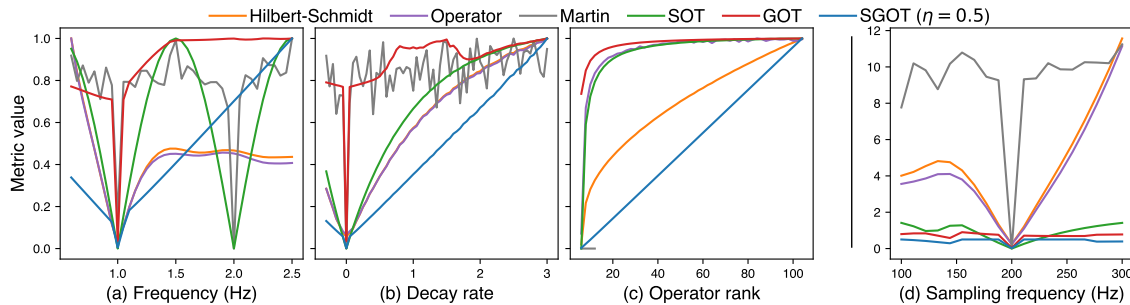 Hilbert-Schmidt Operator Martin SOT GOT SGOT (η = 0.5)
Metric value
1.0
0.8
0.6
0.4
0.2
0.0
1.0 1.5 2.0 2.5
(a) Frequency (Hz)
0 1 2 3
(b) Decay rate
20 40 60 80 100
(c) Operator rank
12
10
8
6
4
2
0
100 150 200 250 300
(d) Sampling frequency (Hz)